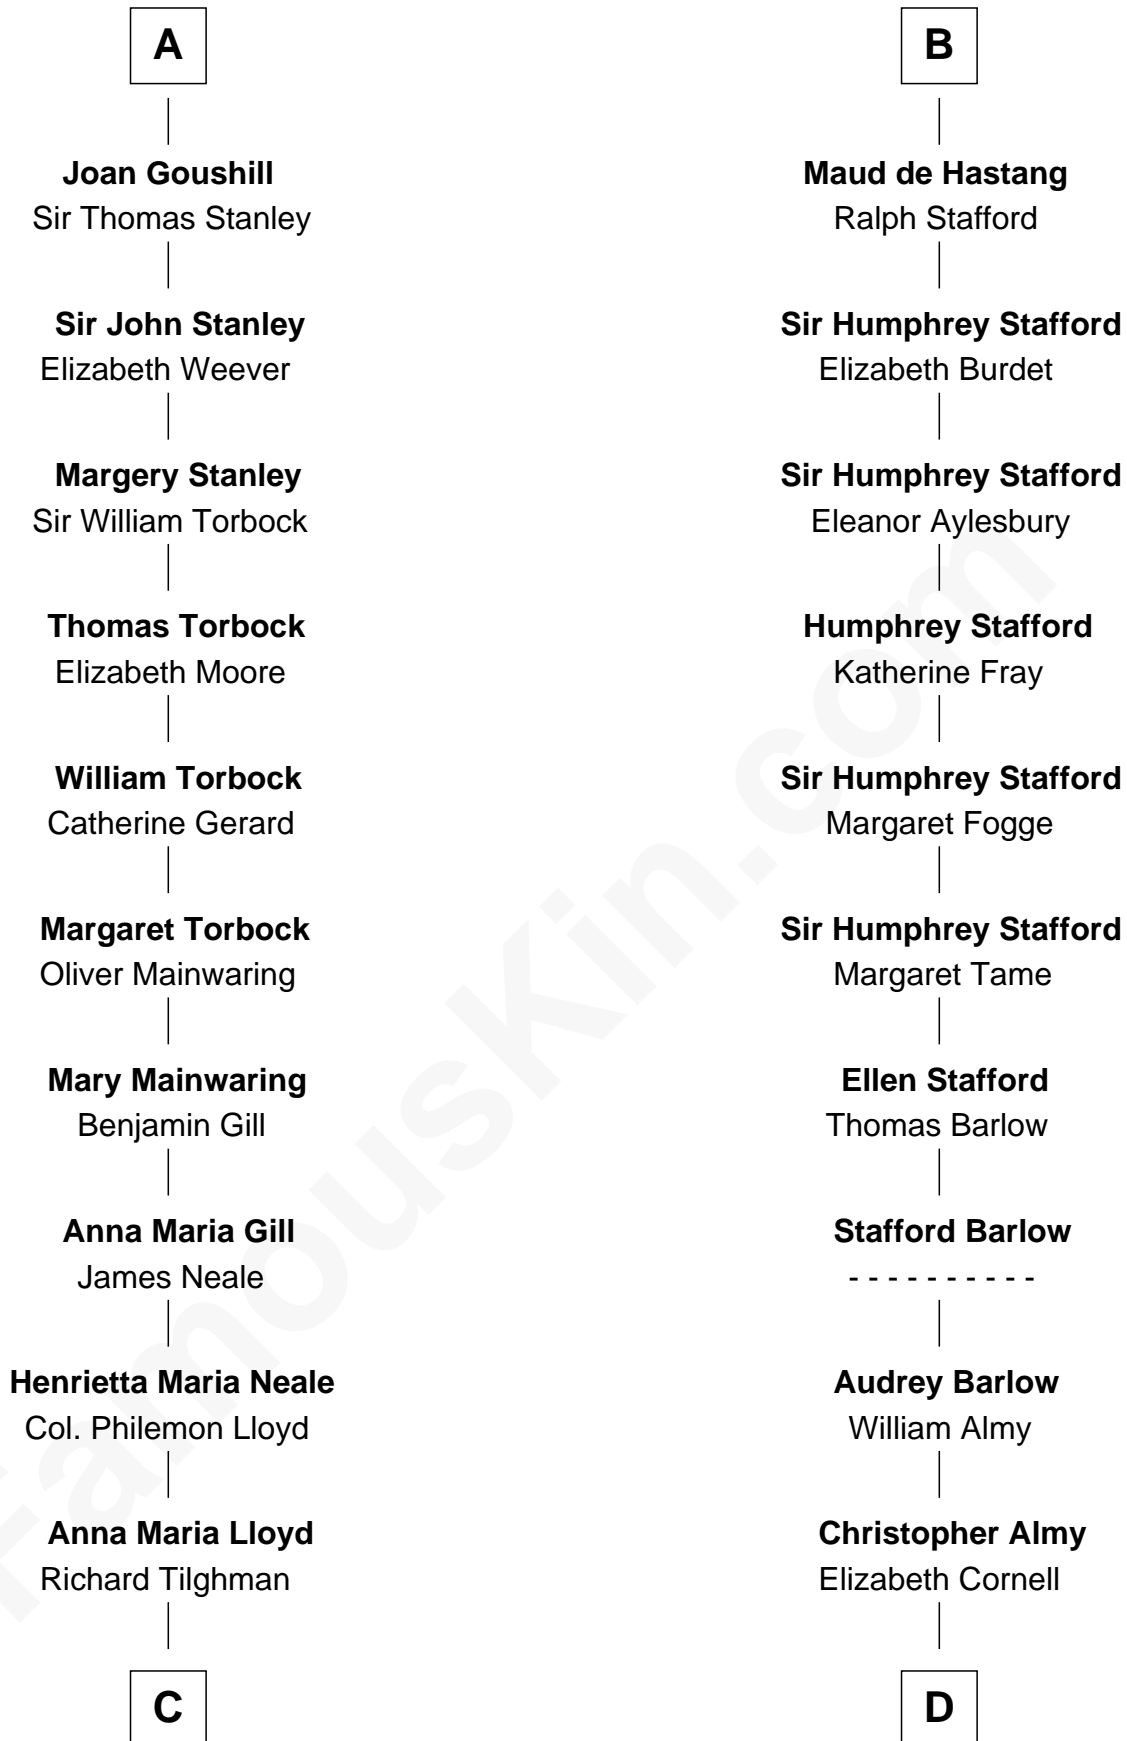 A
Joan Goushill
Sir Thomas Stanley
Sir John Stanley
Elizabeth Weever
Margery Stanley
Sir William Torbock
Thomas Torbock
Elizabeth Moore
William Torbock
Catherine Gerard
Margaret Torbock
Oliver Mainwaring
Mary Mainwaring
Benjamin Gill
Anna Maria Gill
James Neale
Henrietta Maria Neale
Col. Philemon Lloyd
Anna Maria Lloyd
Richard Tilghman
C
B
Maud de Hastang
Ralph Stafford
Sir Humphrey Stafford
Elizabeth Burdet
Sir Humphrey Stafford
Eleanor Aylesbury
Humphrey Stafford
Katherine Fray
Sir Humphrey Stafford
Margaret Fogge
Sir Humphrey Stafford
Margaret Tame
Ellen Stafford
Thomas Barlow
Stafford Barlow
- - - - - - - - - -
Audrey Barlow
William Almy
Christopher Almy
Elizabeth Cornell
D
FamousKin.com